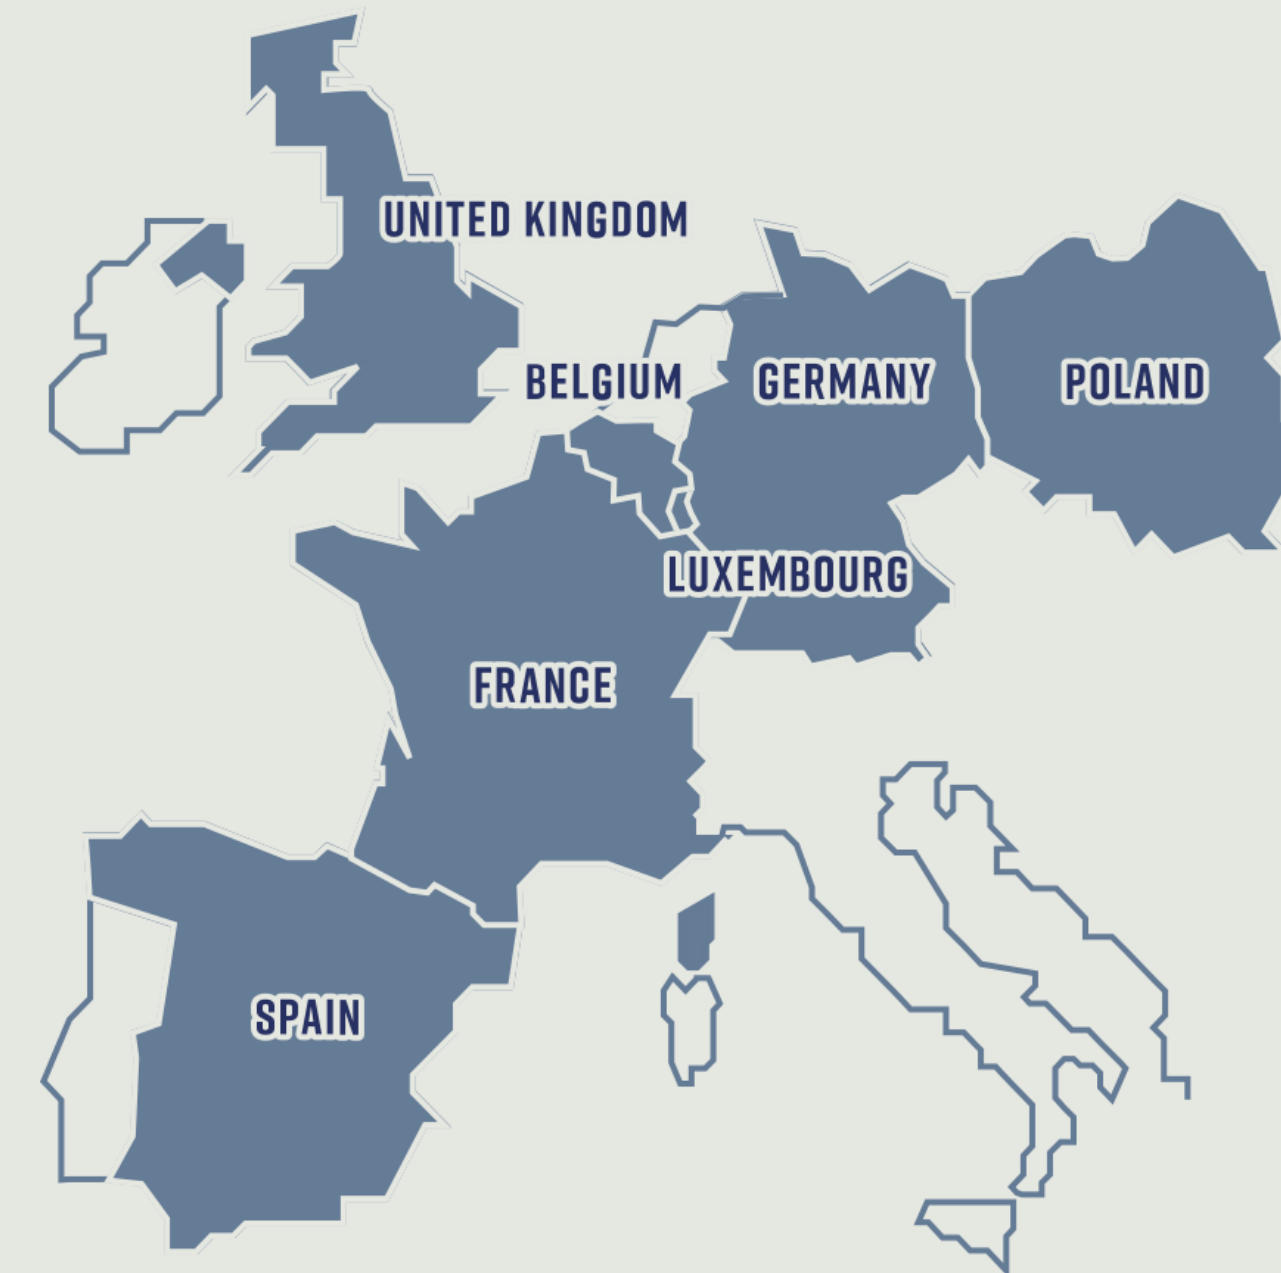 UNITED KINGDOM
BELGIUM
GERMANY
POLAND
LUXEMBOURG
FRANCE
SPAIN